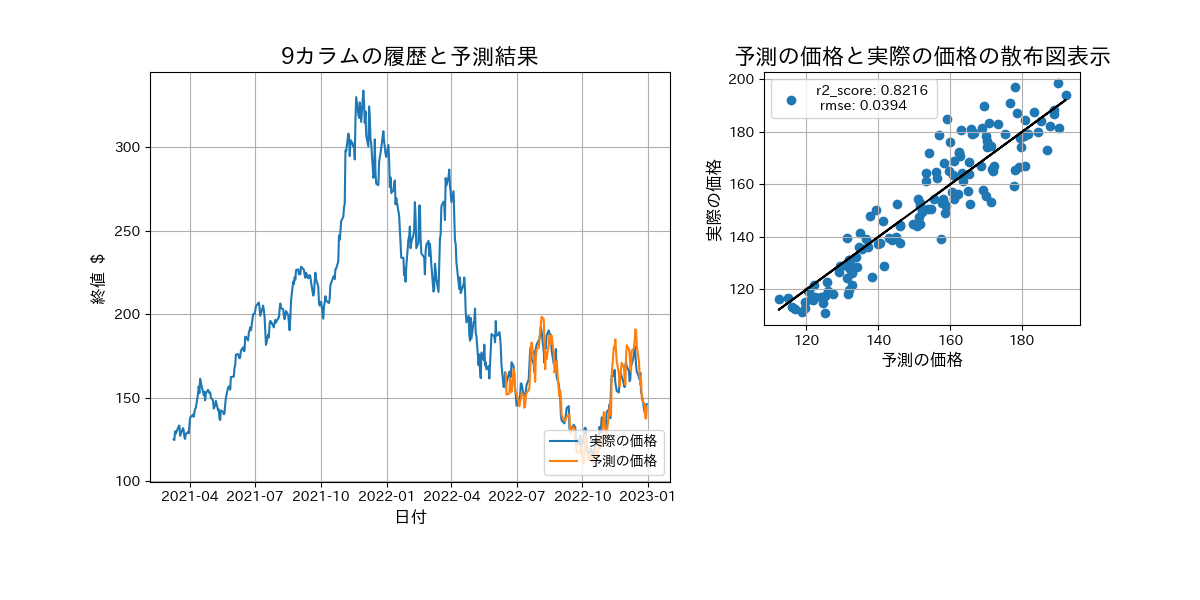 9カラムの履歴と予測結果
終値 $
300
250
200
150
100
2021-04 2021-07 2021-10 2022-01 2022-04 2022-07 2022-10 2023-01
日付
実際の価格
予測の価格
予測の価格と実際の価格の散布図表示
実際の価格
200
180
160
140
120
r2_score: 0.8216
rmse: 0.0394
120 140 160 180
予測の価格